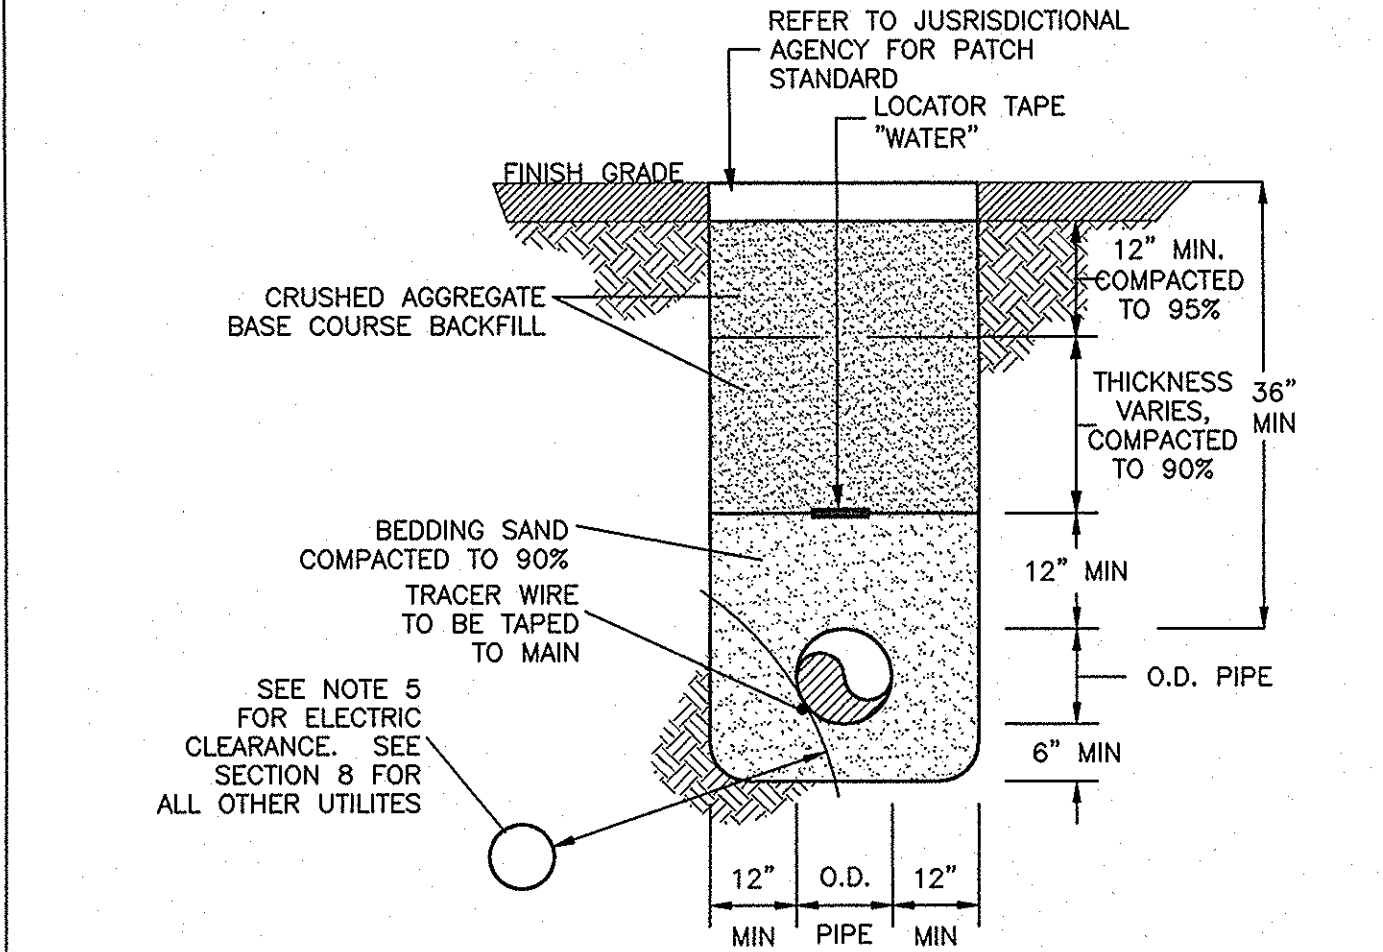 REFER TO JUSRISDICTIONAL
AGENCY FOR PATCH
STANDARD
LOCATOR TAPE
"WATER"
FINISH GRADE
12" MIN.
COMPACTED
TO 95%
CRUSHED AGGREGATE
BASE COURSE BACKFILL
THICKNESS
VARIES,
COMPACTED
TO 90%
36"
MIN
BEDDING SAND
COMPACTED TO 90%
12" MIN
TRACER WIRE
TO BE TAPED
TO MAIN
O.D. PIPE
SEE NOTE 5
FOR ELECTRIC
CLEARANCE. SEE
SECTION 8 FOR
ALL OTHER UTILITES
6" MIN
12" O.D. 12"
MIN PIPE MIN